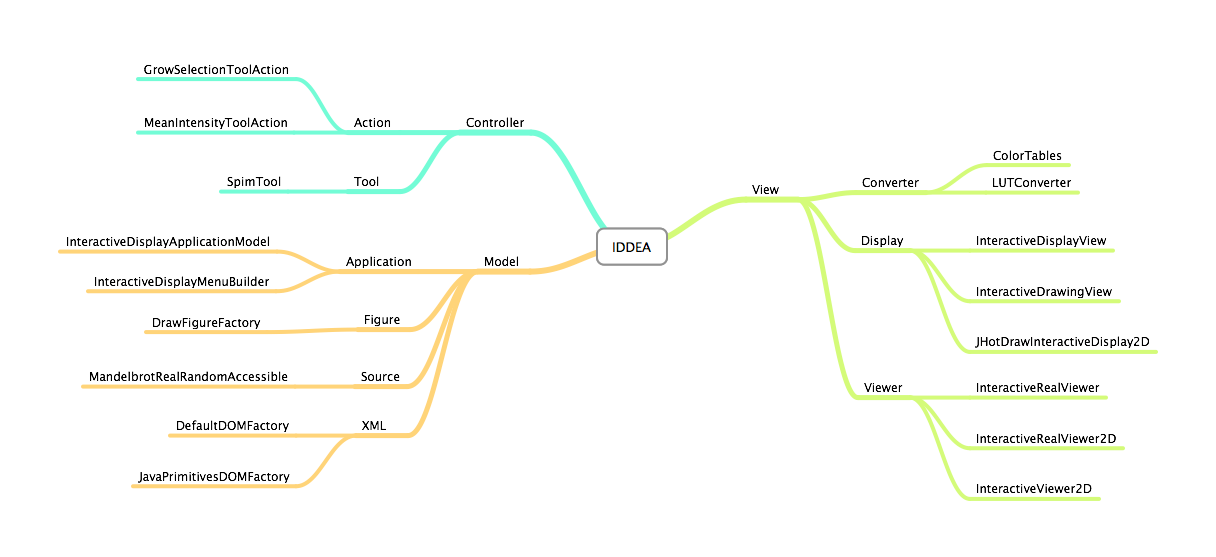 GrowSelectionToolAction
MeanIntensityToolAction
Action
Controller
SpimTool
Tool
InteractiveDisplayApplicationModel
Application
Model
InteractiveDisplayMenuBuilder
DrawFigureFactory
Figure
MandelbrotRealRandomAccessible
Source
DefaultDOMFactory
XML
JavaPrimitivesDOMFactory
IDDEA
View
Converter
ColorTables
LUTConverter
Display
InteractiveDisplayView
InteractiveDrawingView
JHotDrawInteractiveDisplay2D
Viewer
InteractiveRealViewer
InteractiveRealViewer2D
InteractiveViewer2D